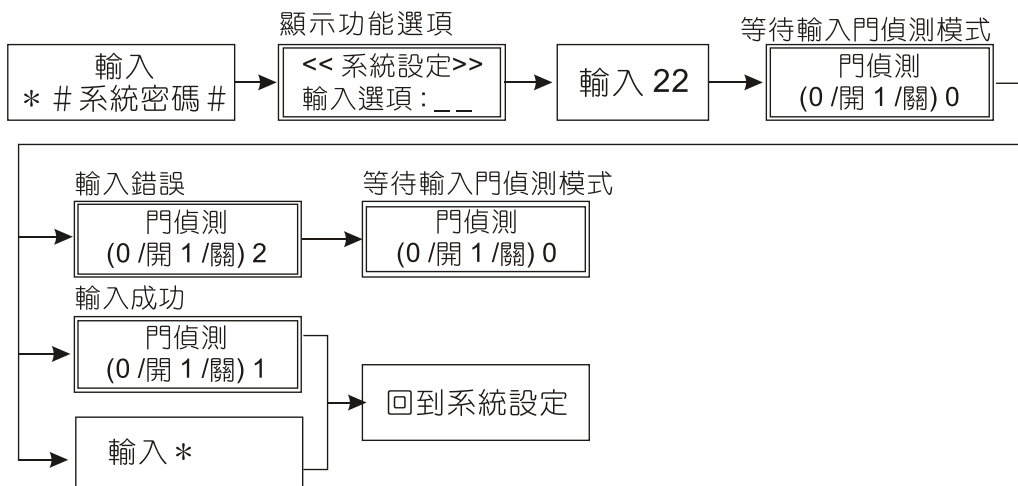 輸入
＊＃系統密碼＃
顯示功能選項
<< 系統設定>>
輸入選項:_ _
輸入 22
等待輸入門偵測模式
門偵測
(0 /開 1 /關) 0
輸入錯誤
門偵測
(0 /開 1 /關) 2
等待輸入門偵測模式
門偵測
(0 /開 1 /關) 0
輸入成功
門偵測
(0 /開 1 /關) 1
輸入＊
回到系統設定